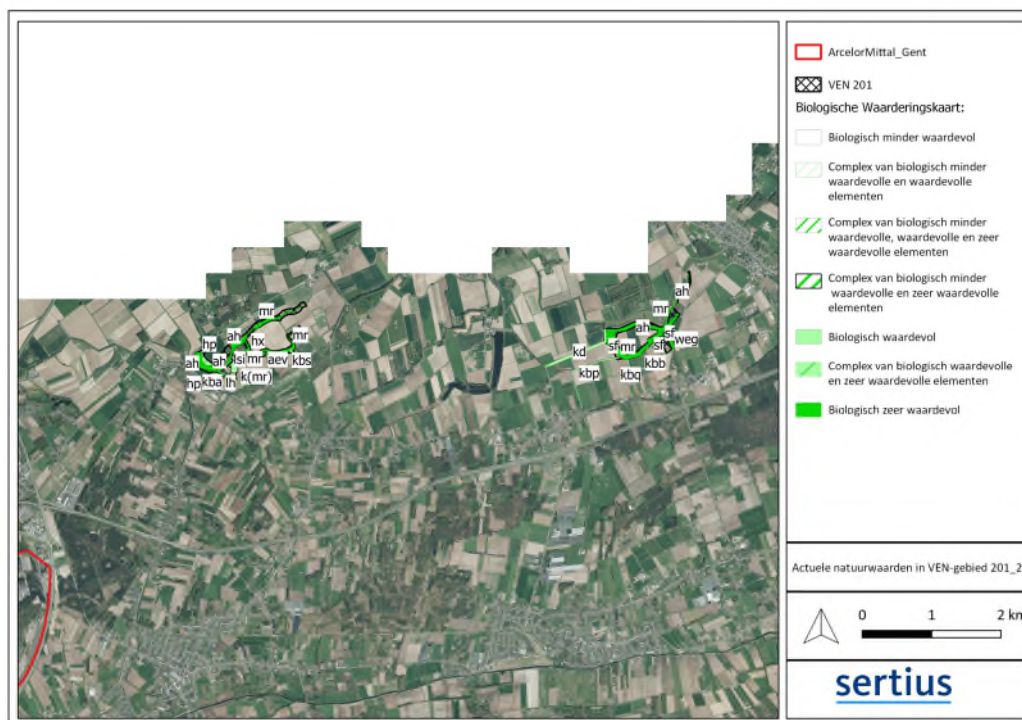 ArcelorMittal_Gent
VEN 201
Biologische Waarderingskaart:
Biologisch minder waardevol
Complex van biologisch minder
waardevolle en waardevolle
elementen
Complex van biologisch minder
waardevolle, waardevolle en zeer
waardevolle elementen
Complex van biologisch minder
waardevolle en zeer waardevolle
elementen
Biologisch waardevol
Complex van biologisch waardevolle
en zeer waardevolle elementen
Biologisch zeer waardevol
Actuele natuurwaarden in VEN-gebied 201_2
0 1 2 km
sertius
mr
hp
ah
hx
mr
ah
ah
lsi
mr
aev
kbs
hp
kba
lh
k(mr)
ah
mr
ah
sf
weg
kd
sf
mr
sf
kbp
kbq
kbb